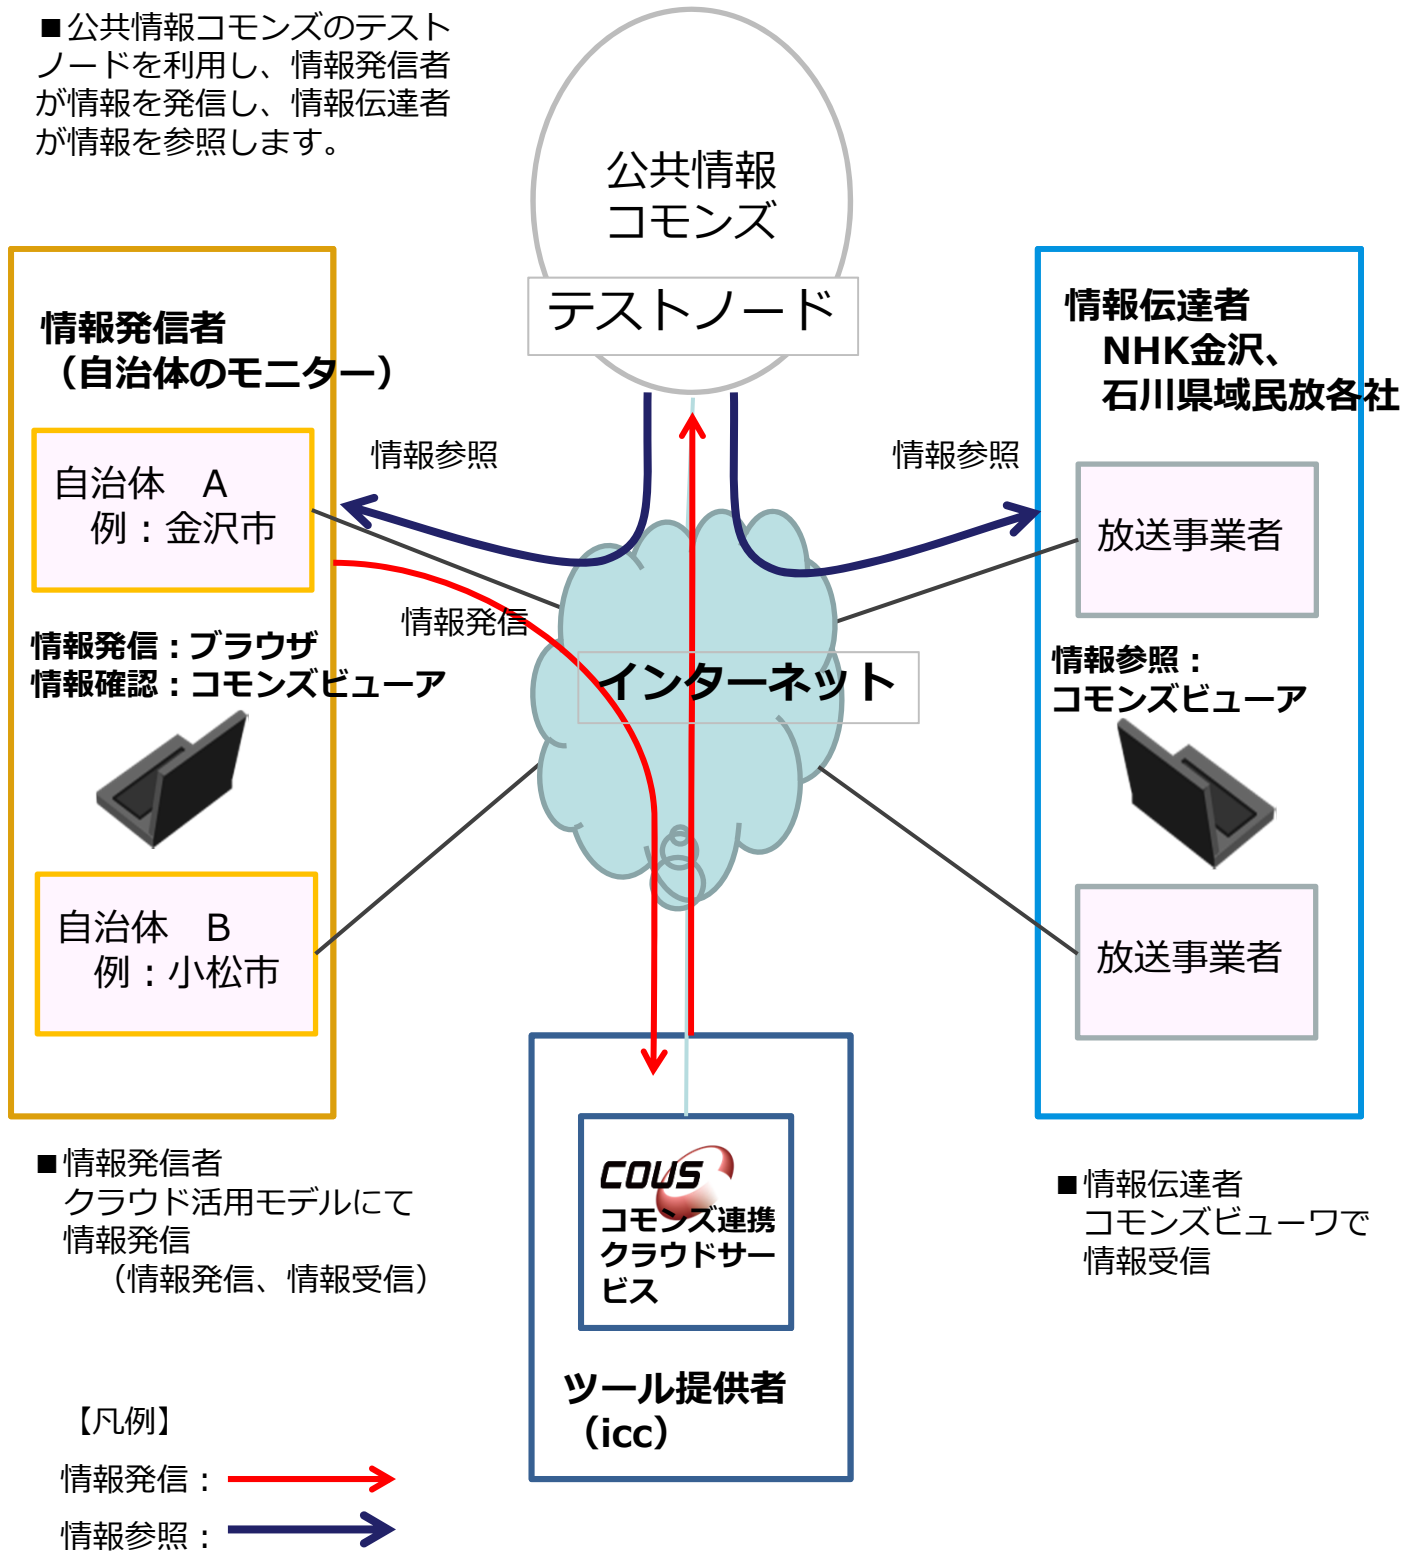 ■公共情報コモンズのテスト
ノードを利用し、情報発信者
が情報を発信し、情報伝達者
が情報を参照します。
公共情報
コモンズ
テストノード
情報発信者
（自治体のモニター）
自治体　A
例：金沢市
情報発信：ブラウザ
情報確認：コモンズビューア
自治体　B
例：小松市
情報参照
情報発信
インターネット
情報参照
情報伝達者
NHK金沢、
石川県域民放各社
放送事業者
情報参照：
コモンズビューア
放送事業者
■情報発信者
クラウド活用モデルにて
情報発信
（情報発信、情報受信）
COUS
コモンズ連携
クラウドサー
ビス
ツール提供者
（icc）
■情報伝達者
コモンズビューワで
情報受信
【凡例】
情報発信：
情報参照：